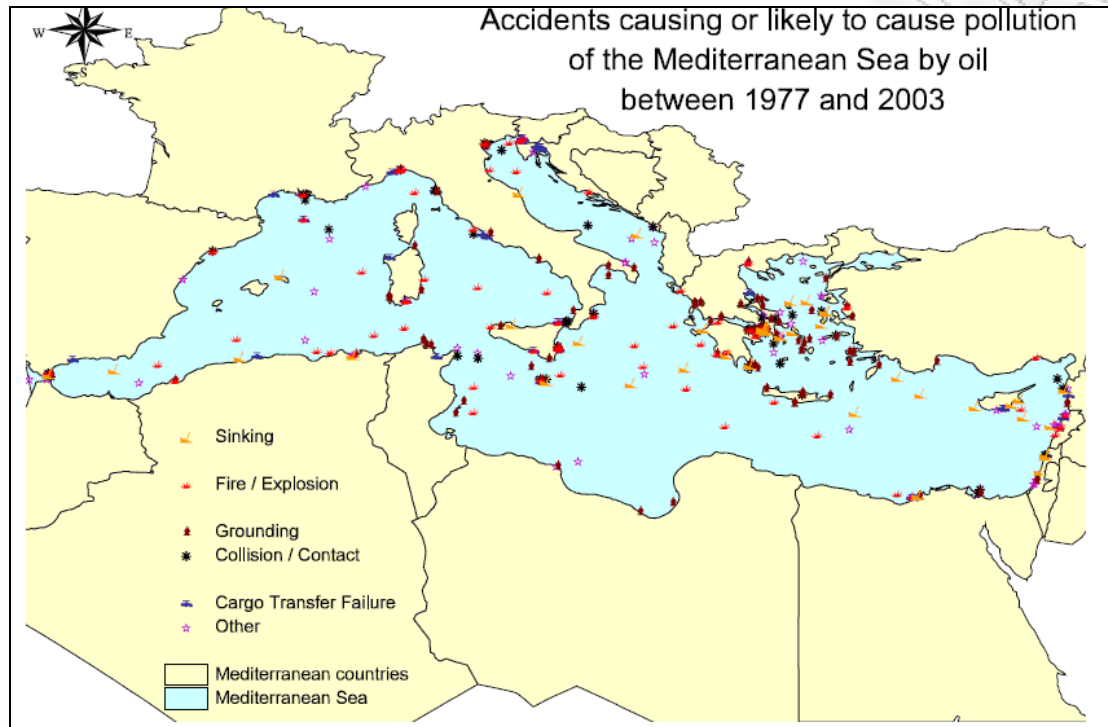 Accidents causing or likely to cause pollution
of the Mediterranean Sea by oil
between 1977 and 2003
W
E
S
Sinking
Fire / Explosion
Grounding
Collision / Contact
Cargo Transfer Failure
Other
Mediterranean countries
Mediterranean Sea